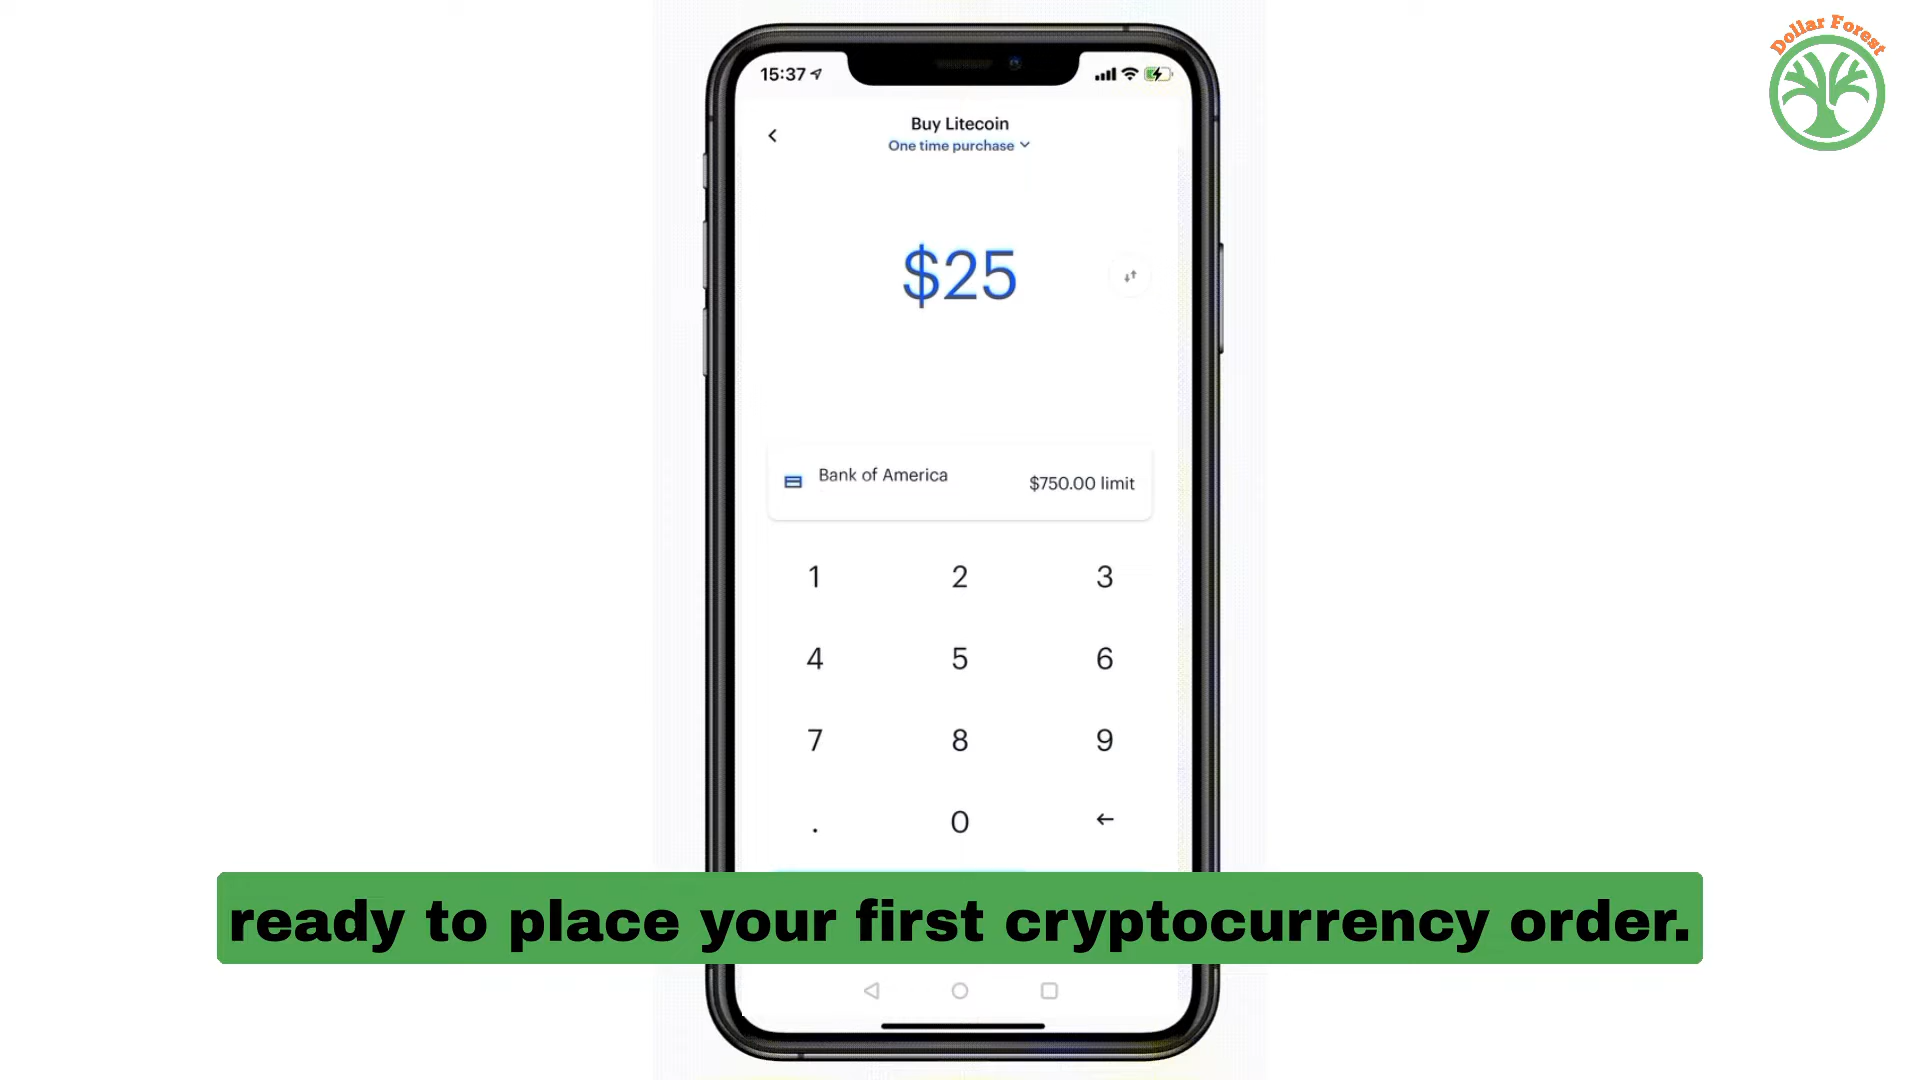 Dollar Forest
15:37
Buy Litecoin
One time purchase
$25
Bank of America
$750.00 limit
1 2 3
4 5 6
7 8 9
. 0
ready to place your first cryptocurrency order.